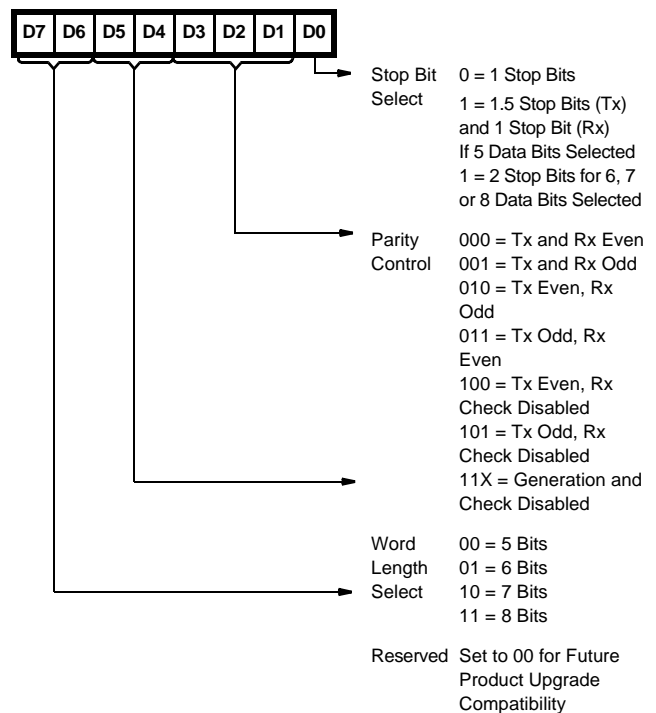 D7 D6 D5 D4 D3 D2 D1 D0
Stop Bit 0 = 1 Stop Bits
Select 1 = 1.5 Stop Bits (Tx)
and 1 Stop Bit (Rx)
If 5 Data Bits Selected
1 = 2 Stop Bits for 6, 7
or 8 Data Bits Selected
Parity 000 = Tx and Rx Even
Control 001 = Tx and Rx Odd
010 = Tx Even, Rx
Odd
011 = Tx Odd, Rx
Even
100 = Tx Even, Rx
Check Disabled
101 = Tx Odd, Rx
Check Disabled
11X = Generation and
Check Disabled
Word 00 = 5 Bits
Length 01 = 6 Bits
Select 10 = 7 Bits
11 = 8 Bits
Reserved Set to 00 for Future
Product Upgrade
Compatibility